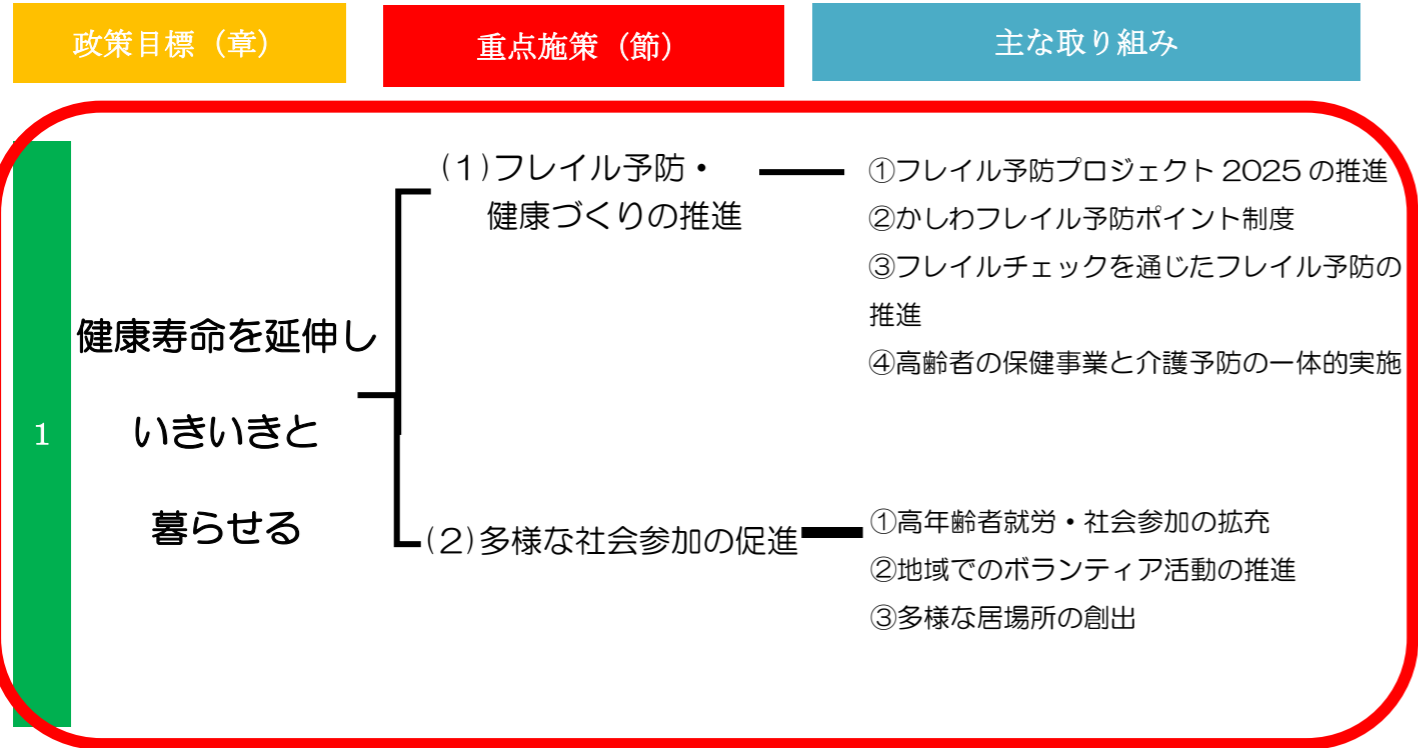 政策目標（章）
重点施策（節）
主な取り組み
1
健康寿命を延伸し
いきいきと
暮らせる
(１)フレイル予防・
健康づくりの推進
①フレイル予防プロジェクト 2025 の推進
②かしわフレイル予防ポイント制度
③フレイルチェックを通じたフレイル予防の
推進
④高齢者の保健事業と介護予防の一体的実施
(２)多様な社会参加の促進
①高年齢者就労・社会参加の拡充
②地域でのボランティア活動の推進
③多様な居場所の創出